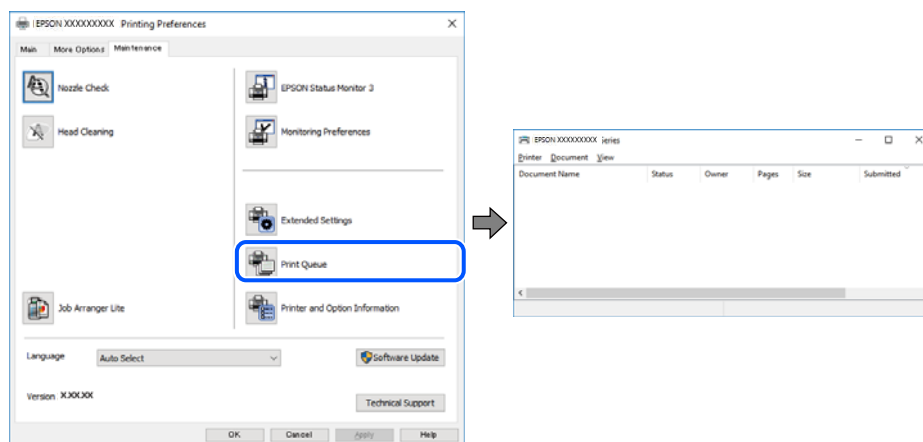 EPSON XXXXXXXXX Printing Preferences
Main More Options Maintenance
Nozzle Check
EPSON Status Monitor 3
Head Cleaning
Monitoring Preferences
Extended Settings
Print Queue
Job Arranger Lite
Printer and Option Information
Language Auto Select Software Update
Version X.XX.XX
Technical Support
OK Cancel Apply Help
EPSON XXXXXXXXX Series
Printer Document View
Document Name Status Owner Pages Size Submitted